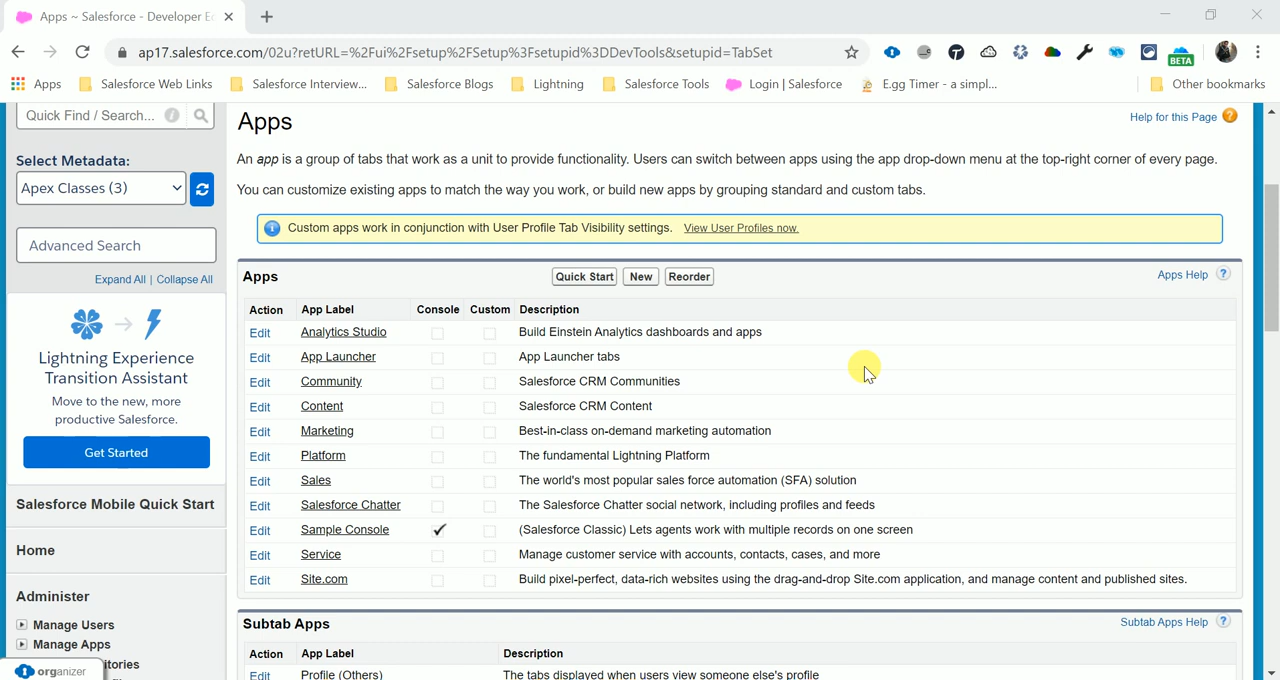 Apps ~ Salesforce - Developer Ec
ap17.salesforce.com/02u?retURL=%2Fui%2Fsetup%2FSetup%3Fsetupid%3DDevTools&setupid=TabSet
BETA
Apps
Salesforce Web Links
Salesforce Interview...
Salesforce Blogs
Lightning
Salesforce Tools
Login | Salesforce
E.gg Timer - a simpl...
Other bookmarks
Quick Find / Search...
Select Metadata:
Apex Classes (3)
Advanced Search
Expand All | Collapse All
Lightning Experience
Transition Assistant
Move to the new, more
productive Salesforce.
Get Started
Salesforce Mobile Quick Start
Home
Administer
Manage Users
Manage Apps
itories
organizer
Apps
Help for this Page
An app is a group of tabs that work as a unit to provide functionality. Users can switch between apps using the app drop-down menu at the top-right corner of every page.
You can customize existing apps to match the way you work, or build new apps by grouping standard and custom tabs.
Custom apps work in conjunction with User Profile Tab Visibility settings. View User Profiles now.
Apps Quick Start New Reorder Apps Help ?
Action App Label Console Custom Description
Edit Analytics Studio Build Einstein Analytics dashboards and apps
Edit App Launcher App Launcher tabs
Edit Community Salesforce CRM Communities
Edit Content Salesforce CRM Content
Edit Marketing Best-in-class on-demand marketing automation
Edit Platform The fundamental Lightning Platform
Edit Sales The world's most popular sales force automation (SFA) solution
Edit Salesforce Chatter The Salesforce Chatter social network, including profiles and feeds
Edit Sample Console (Salesforce Classic) Lets agents work with multiple records on one screen
Edit Service Manage customer service with accounts, contacts, cases, and more
Edit Site.com Build pixel-perfect, data-rich websites using the drag-and-drop Site.com application, and manage content and published sites.
Subtab Apps Subtab Apps Help ?
Action App Label Description
Edit Profile (Others) The tabs displayed when users view someone else's profile